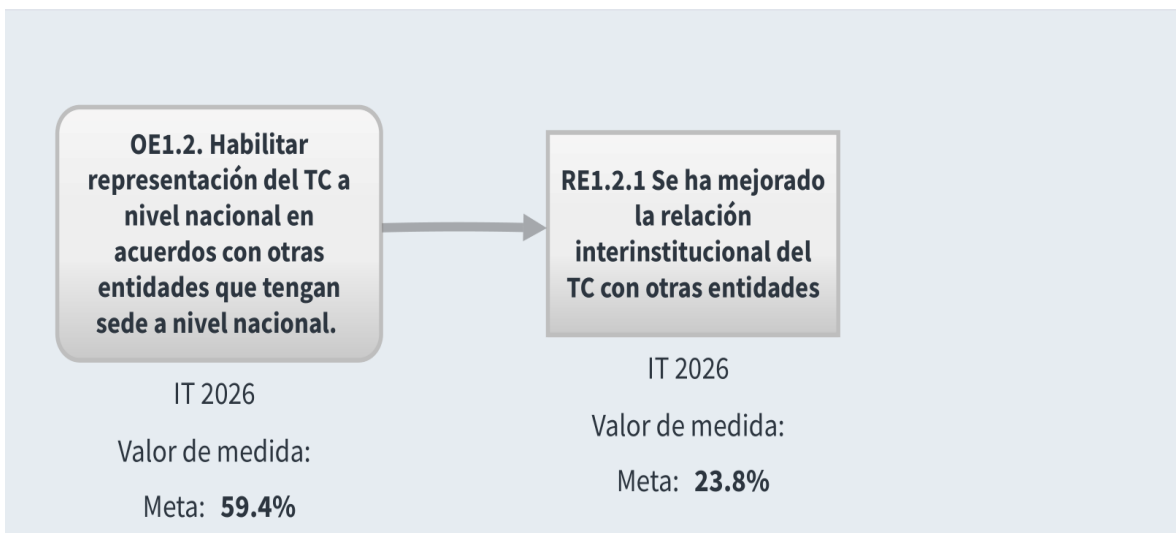 OE1.2. Habilitar
representación del TC a
nivel nacional en
acuerdos con otras
entidades que tengan
sede a nivel nacional.
IT 2026
Valor de medida:
Meta: 59.4%
RE1.2.1 Se ha mejorado
la relación
interinstitucional del
TC con otras entidades
IT 2026
Valor de medida:
Meta: 23.8%